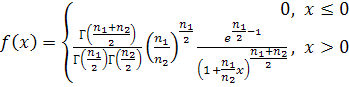 f(x) = { 0, x ≤ 0
Γ((n₁+n₂)/2) / (Γ(n₁/2)Γ(n₂/2)) (n₁/n₂)^(n₁/2) e^(n₁/2 −1) / (1+(n₁/n₂)x)^((n₁+n₂)/2), x > 0